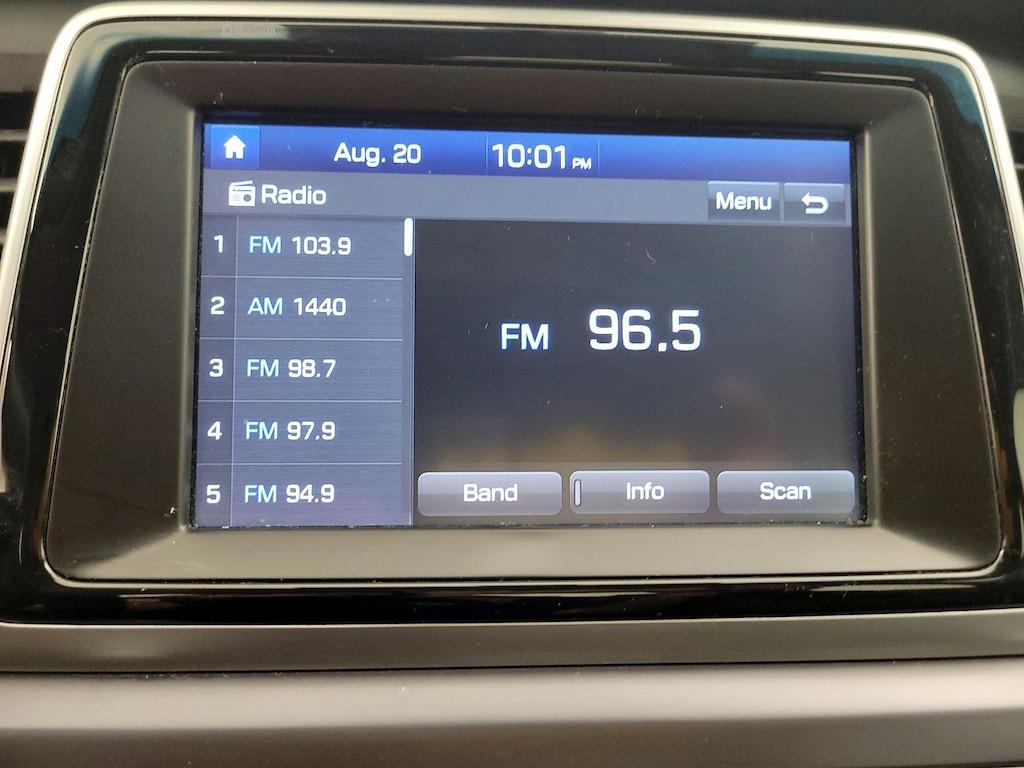 Aug. 20 10:01 PM
Radio Menu
1 FM 103.9
2 AM 1440
3 FM 98.7
4 FM 97.9
5 FM 94.9
FM 96.5
Band Info Scan